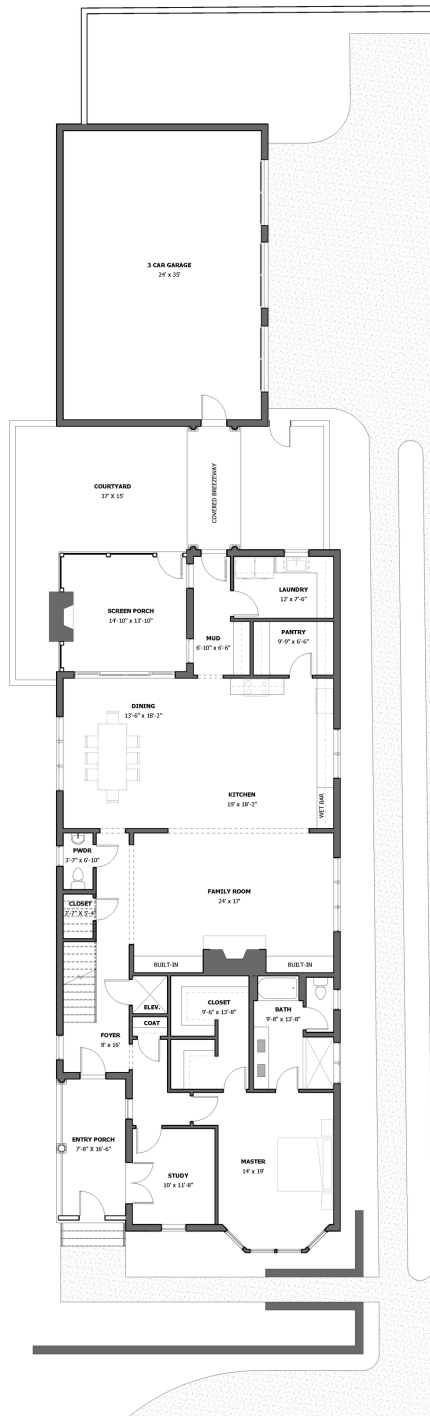 3 CAR GARAGE
24' x 35'
COURTYARD
37' X 15'
COVERED BREEZEWAY
LAUNDRY
12' x 7'-6"
SCREEN PORCH
14'-10" x 13'-10"
MUD
6'-10" x 6'-6"
PANTRY
9'-9" x 6'-6"
DINING
13'-6" x 18'-2"
KITCHEN
19' x 18'-2"
WET BAR
PWDR
3'-7" x 6'-10"
CLOSET
3'-2" X 5'-4"
FAMILY ROOM
24' x 17'
BUILT-IN
BUILT-IN
ELEV.
CLOSET
9'-6" x 13'-8"
BATH
9'-8" x 13'-8"
COAT
FOYER
8' x 16'
ENTRY PORCH
7'-8" X 16'-6"
STUDY
10' x 11'-8"
MASTER
14' x 19'